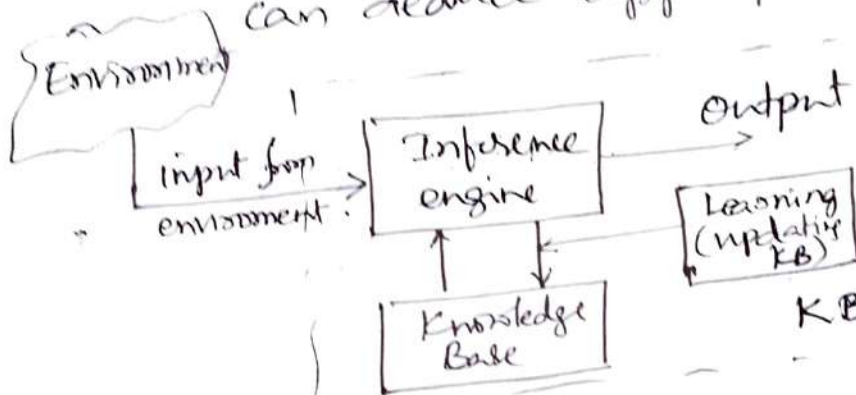 can deduce
Environment
input from
environment.
Inference
engine
Output
Learning
(updating
KB)
Knowledge
Base
KB